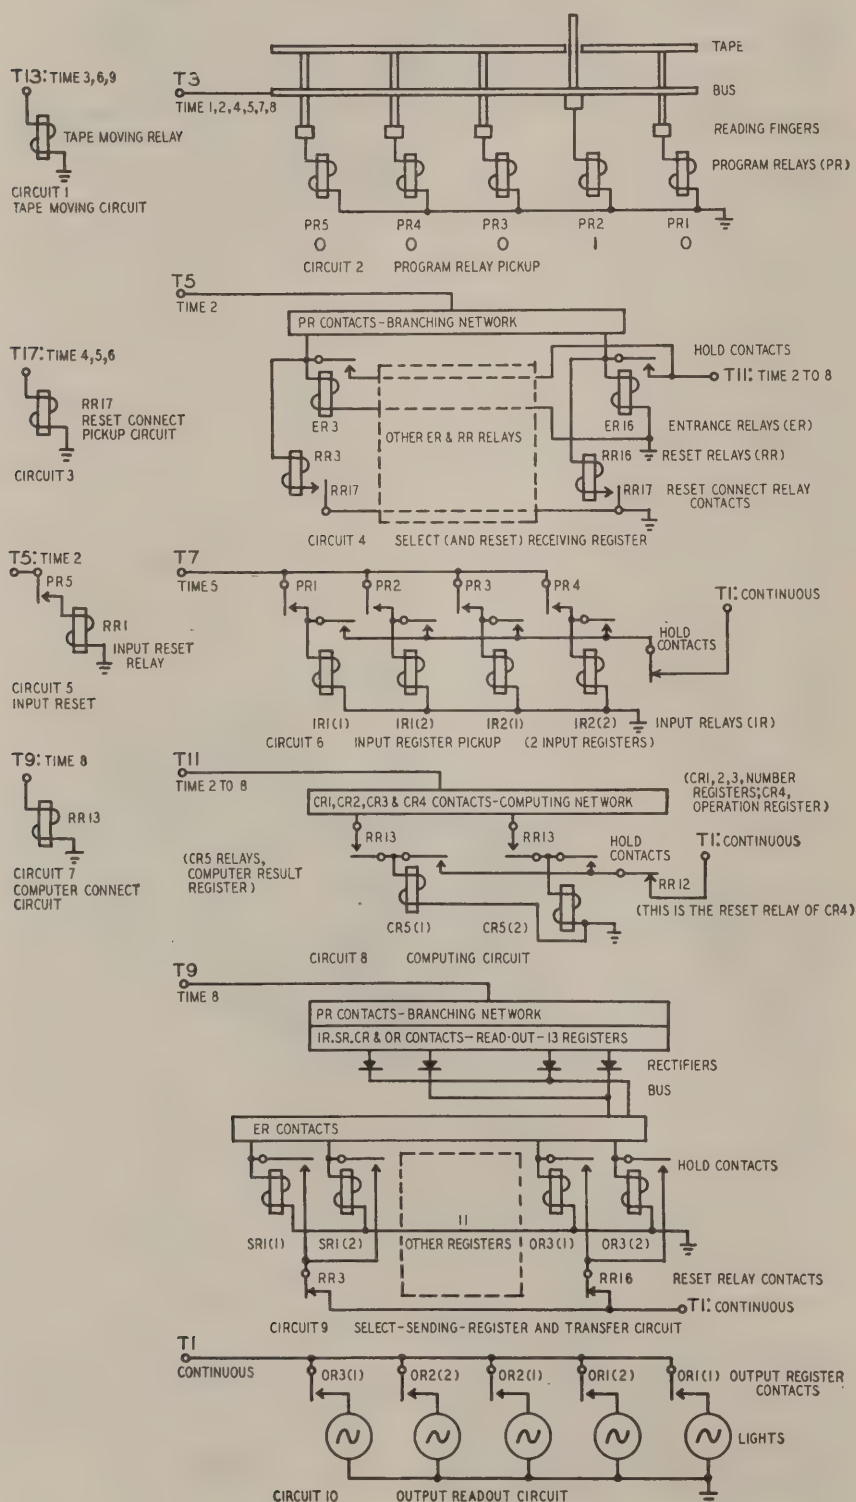 T13: TIME 3,6,9
TAPE MOVING RELAY
CIRCUIT 1
TAPE MOVING CIRCUIT
T3
TIME 1,2,4,5,7,8
TAPE
BUS
READING FINGERS
PROGRAM RELAYS (PR)
PR5 PR4 PR3 PR2 PR1
0 0 0 1 0
CIRCUIT 2 PROGRAM RELAY PICKUP
T17: TIME 4,5,6
RR17
RESET CONNECT
PICKUP CIRCUIT
CIRCUIT 3
T5
TIME 2
PR CONTACTS-BRANCHING NETWORK
HOLD CONTACTS
T11: TIME 2 TO 8
ER 3
ER 16
ENTRANCE RELAYS (ER)
OTHER ER & RR RELAYS
RR3
RR16
RESET RELAYS (RR)
RR17
RR17
RESET CONNECT RELAY
CONTACTS
CIRCUIT 4 SELECT (AND RESET) RECEIVING REGISTER
T5: TIME 2
PR5
RR1
INPUT RESET
RELAY
CIRCUIT 5
INPUT RESET
T7
TIME 5
PR1 PR2 PR3 PR4
T1: CONTINUOUS
HOLD
CONTACTS
IR1(1) IR1(2) IR2(1) IR2(2)
INPUT RELAYS (IR)
CIRCUIT 6 INPUT REGISTER PICKUP (2 INPUT REGISTERS)
T9: TIME 8
RR13
CIRCUIT 7
COMPUTER CONNECT
CIRCUIT
T11
TIME 2 TO 8
CR1, CR2, CR3 & CR4 CONTACTS-COMPUTING NETWORK
(CR1,2,3, NUMBER
REGISTERS; CR4,
OPERATION REGISTER)
RR13
RR13
HOLD
CONTACTS
T1: CONTINUOUS
(CR5 RELAYS,
COMPUTER RESULT
REGISTER)
RR12
(THIS IS THE RESET RELAY OF CR4)
CR5(1) CR5(2)
CIRCUIT 8 COMPUTING CIRCUIT
T9
TIME 8
PR CONTACTS-BRANCHING NETWORK
IR. SR. CR & OR CONTACTS-READ-OUT-13 REGISTERS
RECTIFIERS
BUS
ER CONTACTS
HOLD CONTACTS
11
OTHER REGISTERS
SR1(1) SR1(2) OR3(1) OR3(2)
RR3
RR16
RESET RELAY CONTACTS
T1: CONTINUOUS
CIRCUIT 9 SELECT-SENDING-REGISTER AND TRANSFER CIRCUIT
T1
CONTINUOUS
OR3(1) OR2(2) OR2(1) OR1(2) OR1(1) OUTPUT REGISTER
CONTACTS
LIGHTS
CIRCUIT 10 OUTPUT READOUT CIRCUIT